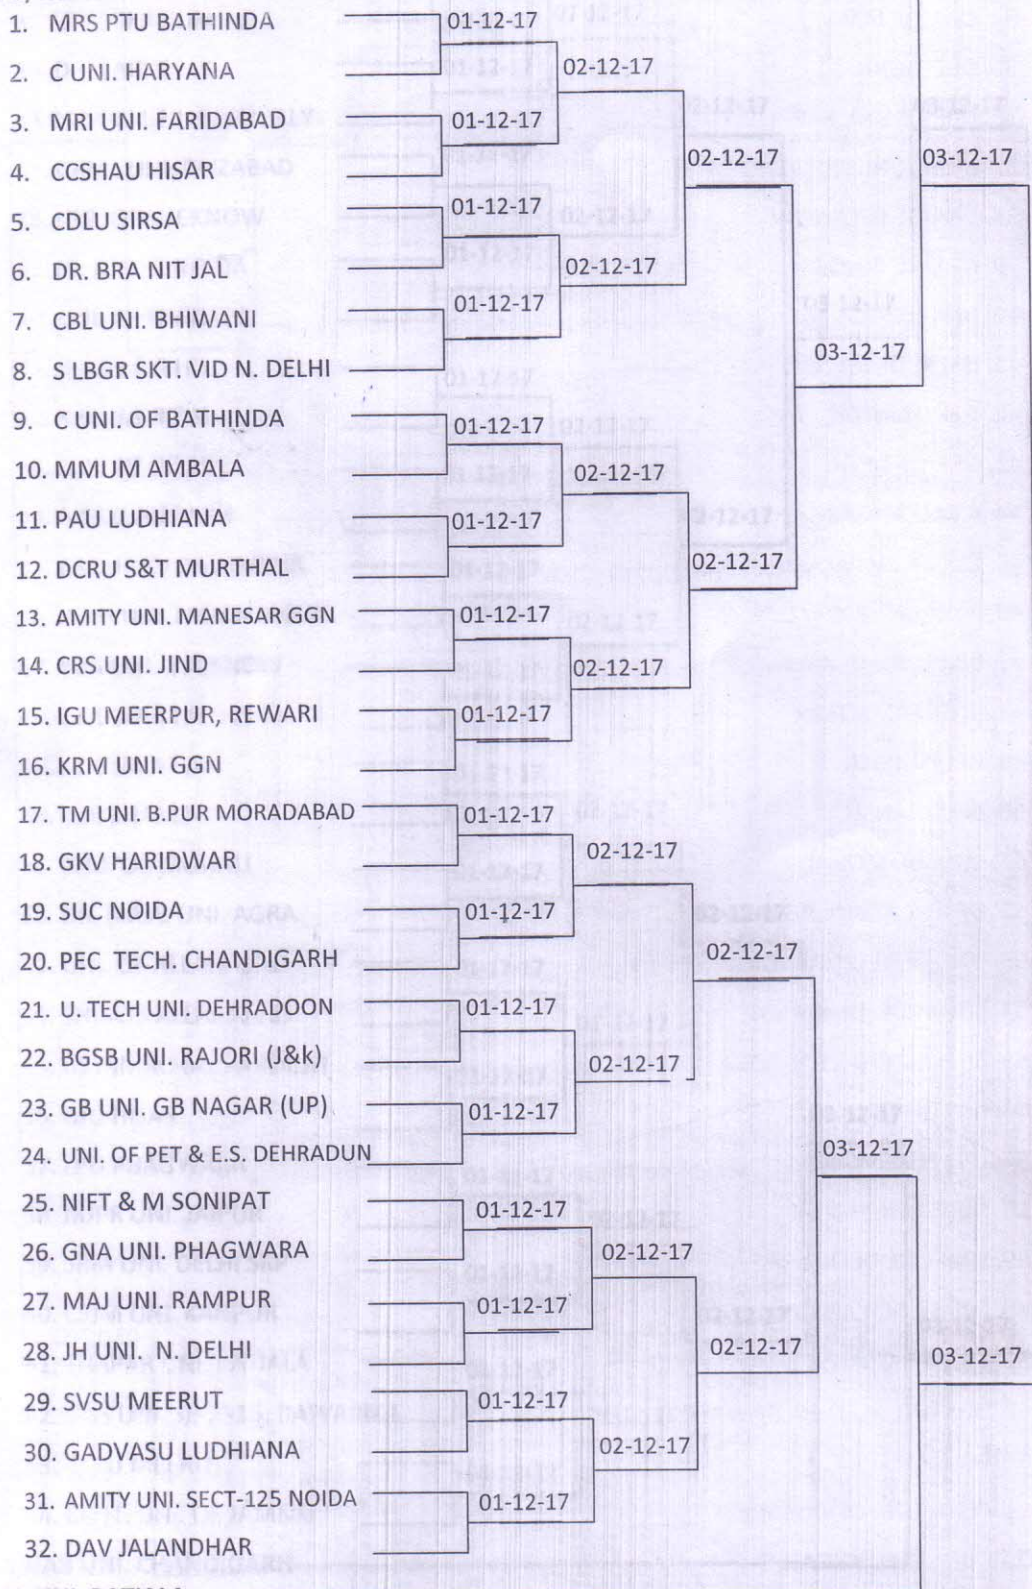 1. MRS PTU BATHINDA 01-12-17
2. C UNI. HARYANA 02-12-17
3. MRI UNI. FARIDABAD 01-12-17
4. CCSHAU HISAR 02-12-17 03-12-17
5. CDLU SIRSA 01-12-17
6. DR. BRA NIT JAL 02-12-17
7. CBL UNI. BHIWANI 01-12-17
8. S LBGR SKT. VID N. DELHI 03-12-17
9. C UNI. OF BATHINDA 01-12-17
10. MMUM AMBALA 02-12-17
11. PAU LUDHIANA 01-12-17
12. DCRU S&T MURTHAL 02-12-17
13. AMITY UNI. MANESAR GGN 01-12-17
14. CRS UNI. JIND 02-12-17
15. IGU MEERPUR, REWARI 01-12-17
16. KRM UNI. GGN
17. TM UNI. B.PUR MORADABAD 01-12-17
18. GKV HARIDWAR 02-12-17
19. SUC NOIDA 01-12-17
20. PEC TECH. CHANDIGARH 02-12-17
21. U. TECH UNI. DEHRADOON 01-12-17
22. BGSB UNI. RAJORI (J&k) 02-12-17
23. GB UNI. GB NAGAR (UP) 01-12-17
24. UNI. OF PET & E.S. DEHRADUN 03-12-17
25. NIFT & M SONIPAT 01-12-17
26. GNA UNI. PHAGWARA 02-12-17
27. MAJ UNI. RAMPUR 01-12-17
28. JH UNI. N. DELHI 02-12-17 03-12-17
29. SVSU MEERUT 01-12-17
30. GADVASU LUDHIANA 02-12-17
31. AMITY UNI. SECT-125 NOIDA 01-12-17
32. DAV JALANDHAR